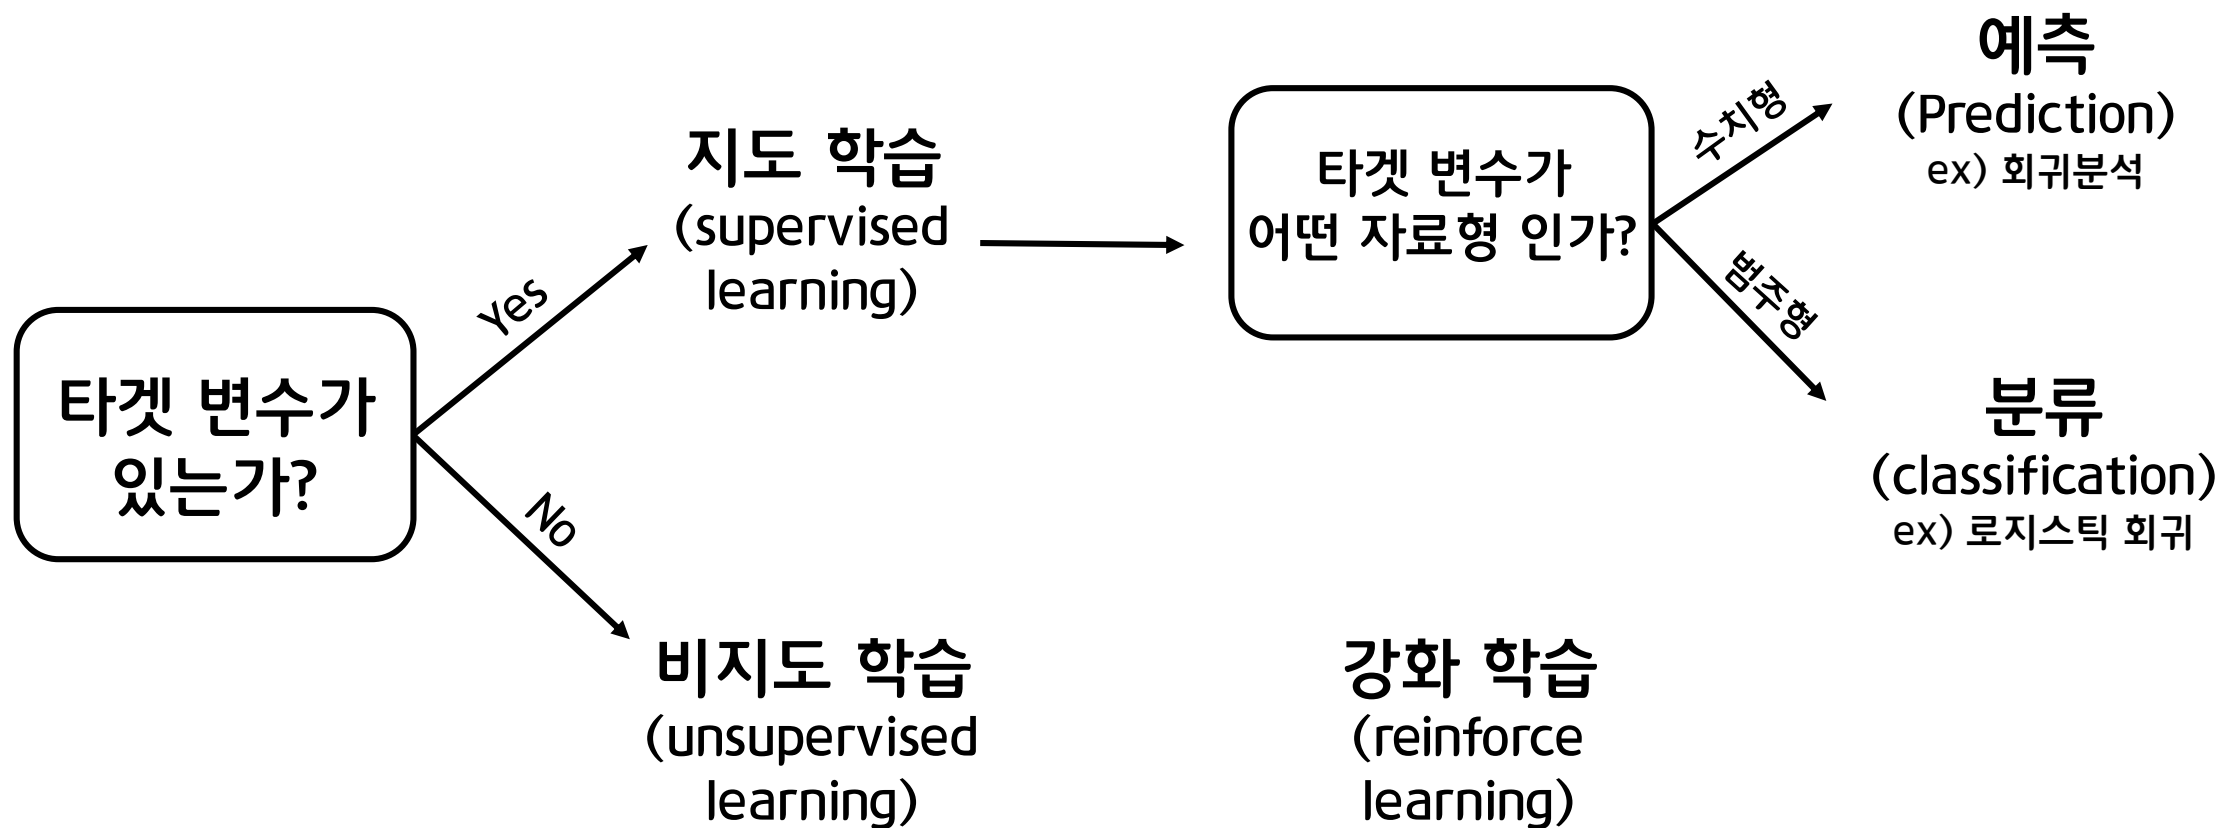 타겟 변수가
있는가?
Yes
No
지도 학습
(supervised
learning)
비지도 학습
(unsupervised
learning)
타겟 변수가
어떤 자료형 인가?
수치형
범주형
예측
(Prediction)
ex) 회귀분석
분류
(classification)
ex) 로지스틱 회귀
강화 학습
(reinforce
learning)